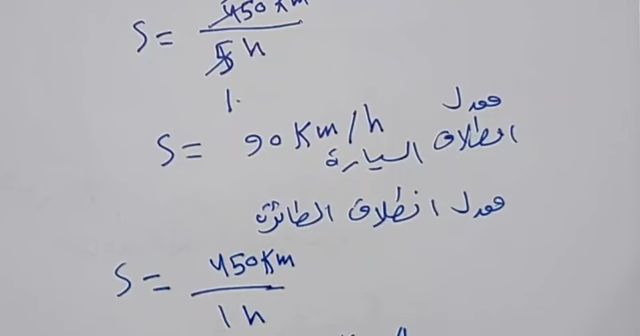 S = 450 Km / 5 h
1
S = 90 Km/h
معدل انطلاق السيارة
معدل انطلاق الطائرة
S = 450 Km / 1 h